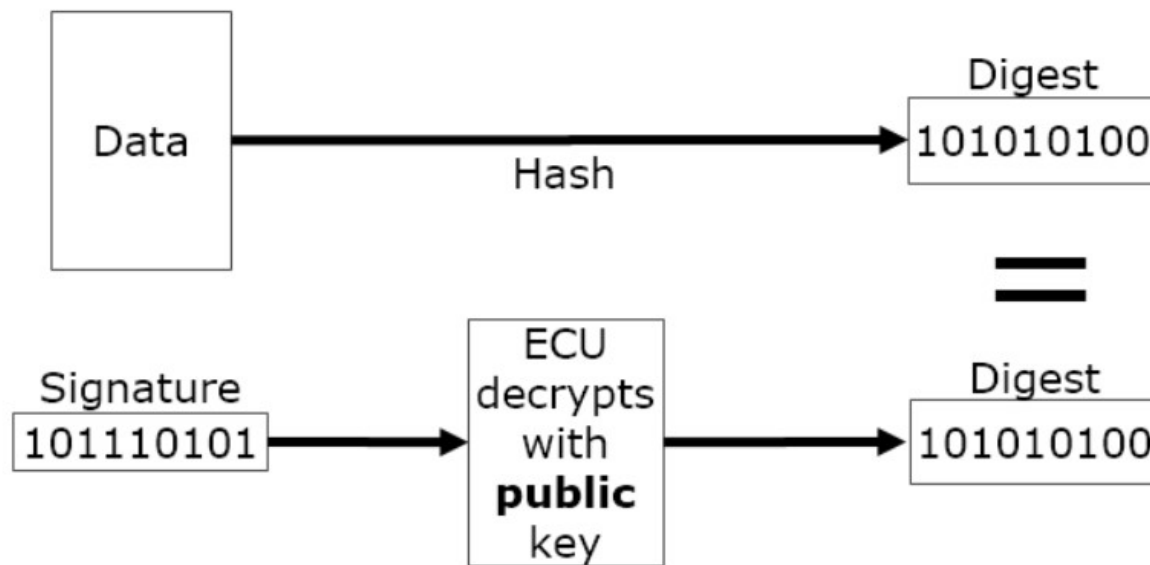 Data
Hash
Digest
101010100
=
Signature
101110101
ECU
decrypts
with
public
key
Digest
101010100